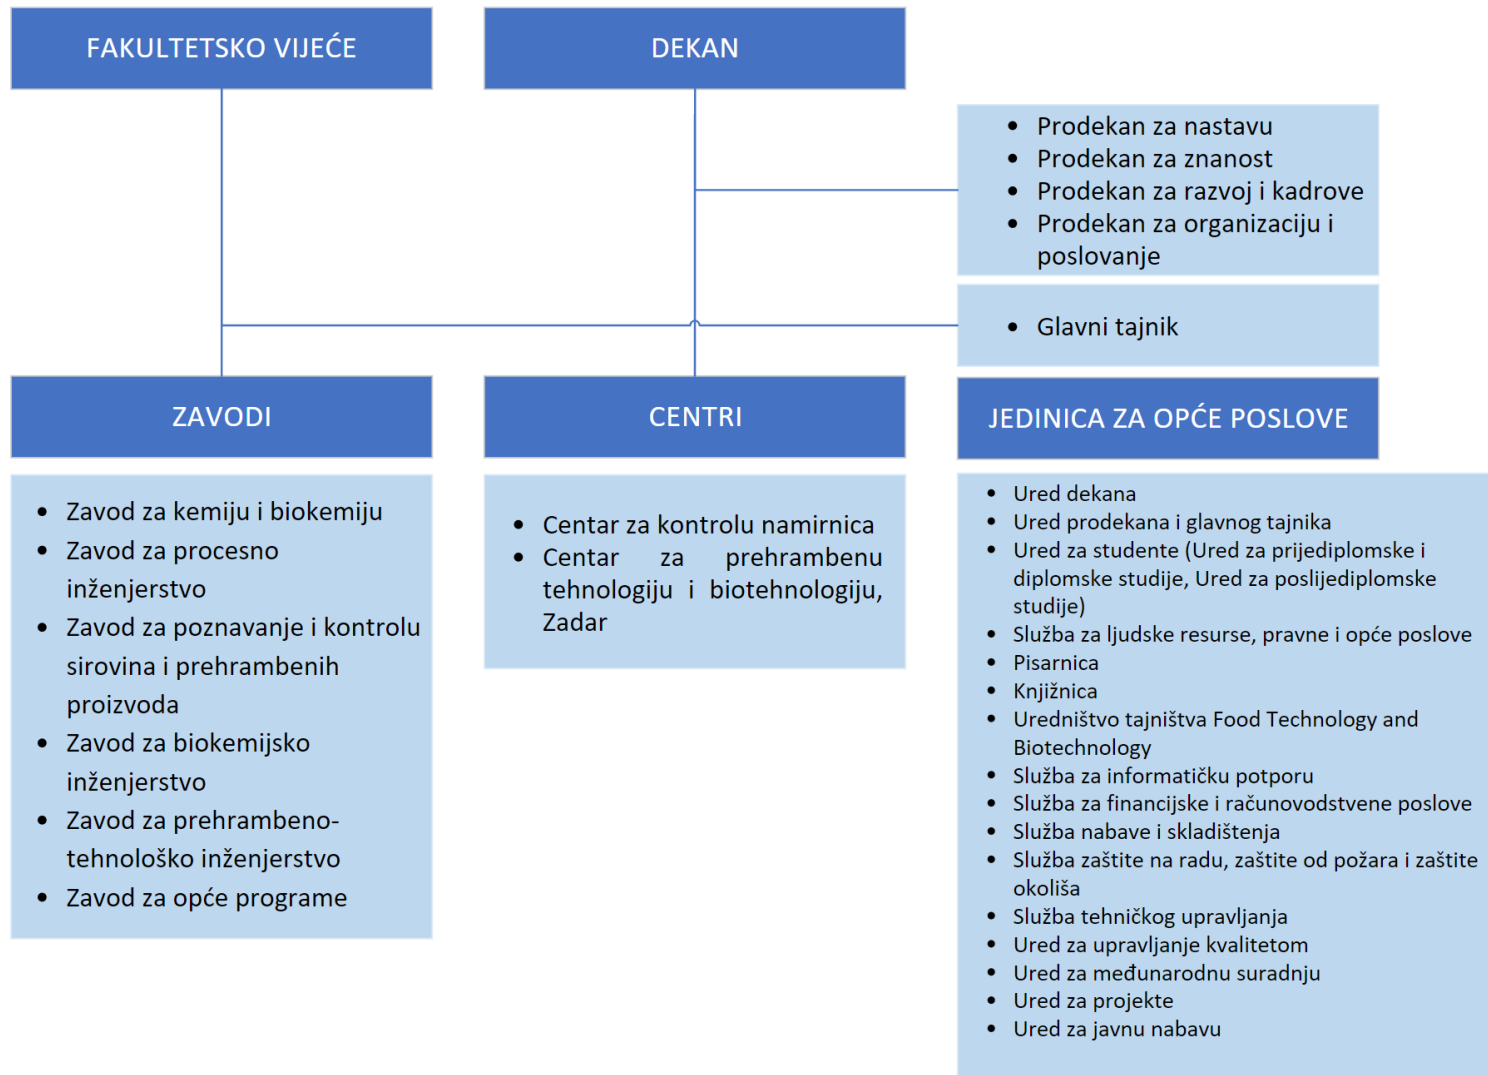 FAKULTETSKO VIJEĆE
DEKAN
• Prodekan za nastavu
• Prodekan za znanost
• Prodekan za razvoj i kadrove
• Prodekan za organizaciju i
poslovanje
• Glavni tajnik
ZAVODI
CENTRI
JEDINICA ZA OPĆE POSLOVE
• Zavod za kemiju i biokemiju
• Zavod za procesno
inženjerstvo
• Zavod za poznavanje i kontrolu
sirovina i prehrambenih
proizvoda
• Zavod za biokemijsko
inženjerstvo
• Zavod za prehrambeno-
tehnološko inženjerstvo
• Zavod za opće programe
• Centar za kontrolu namirnica
• Centar za prehrambenu
tehnologiju i biotehnologiju,
Zadar
• Ured dekana
• Ured prodekana i glavnog tajnika
• Ured za studente (Ured za prijediplomske i
diplomske studije, Ured za poslijediplomske
studije)
• Služba za ljudske resurse, pravne i opće poslove
• Pisarnica
• Knjižnica
• Uredništvo tajništva Food Technology and
Biotechnology
• Služba za informatičku potporu
• Služba za financijske i računovodstvene poslove
• Služba nabave i skladištenja
• Služba zaštite na radu, zaštite od požara i zaštite
okoliša
• Služba tehničkog upravljanja
• Ured za upravljanje kvalitetom
• Ured za međunarodnu suradnju
• Ured za projekte
• Ured za javnu nabavu